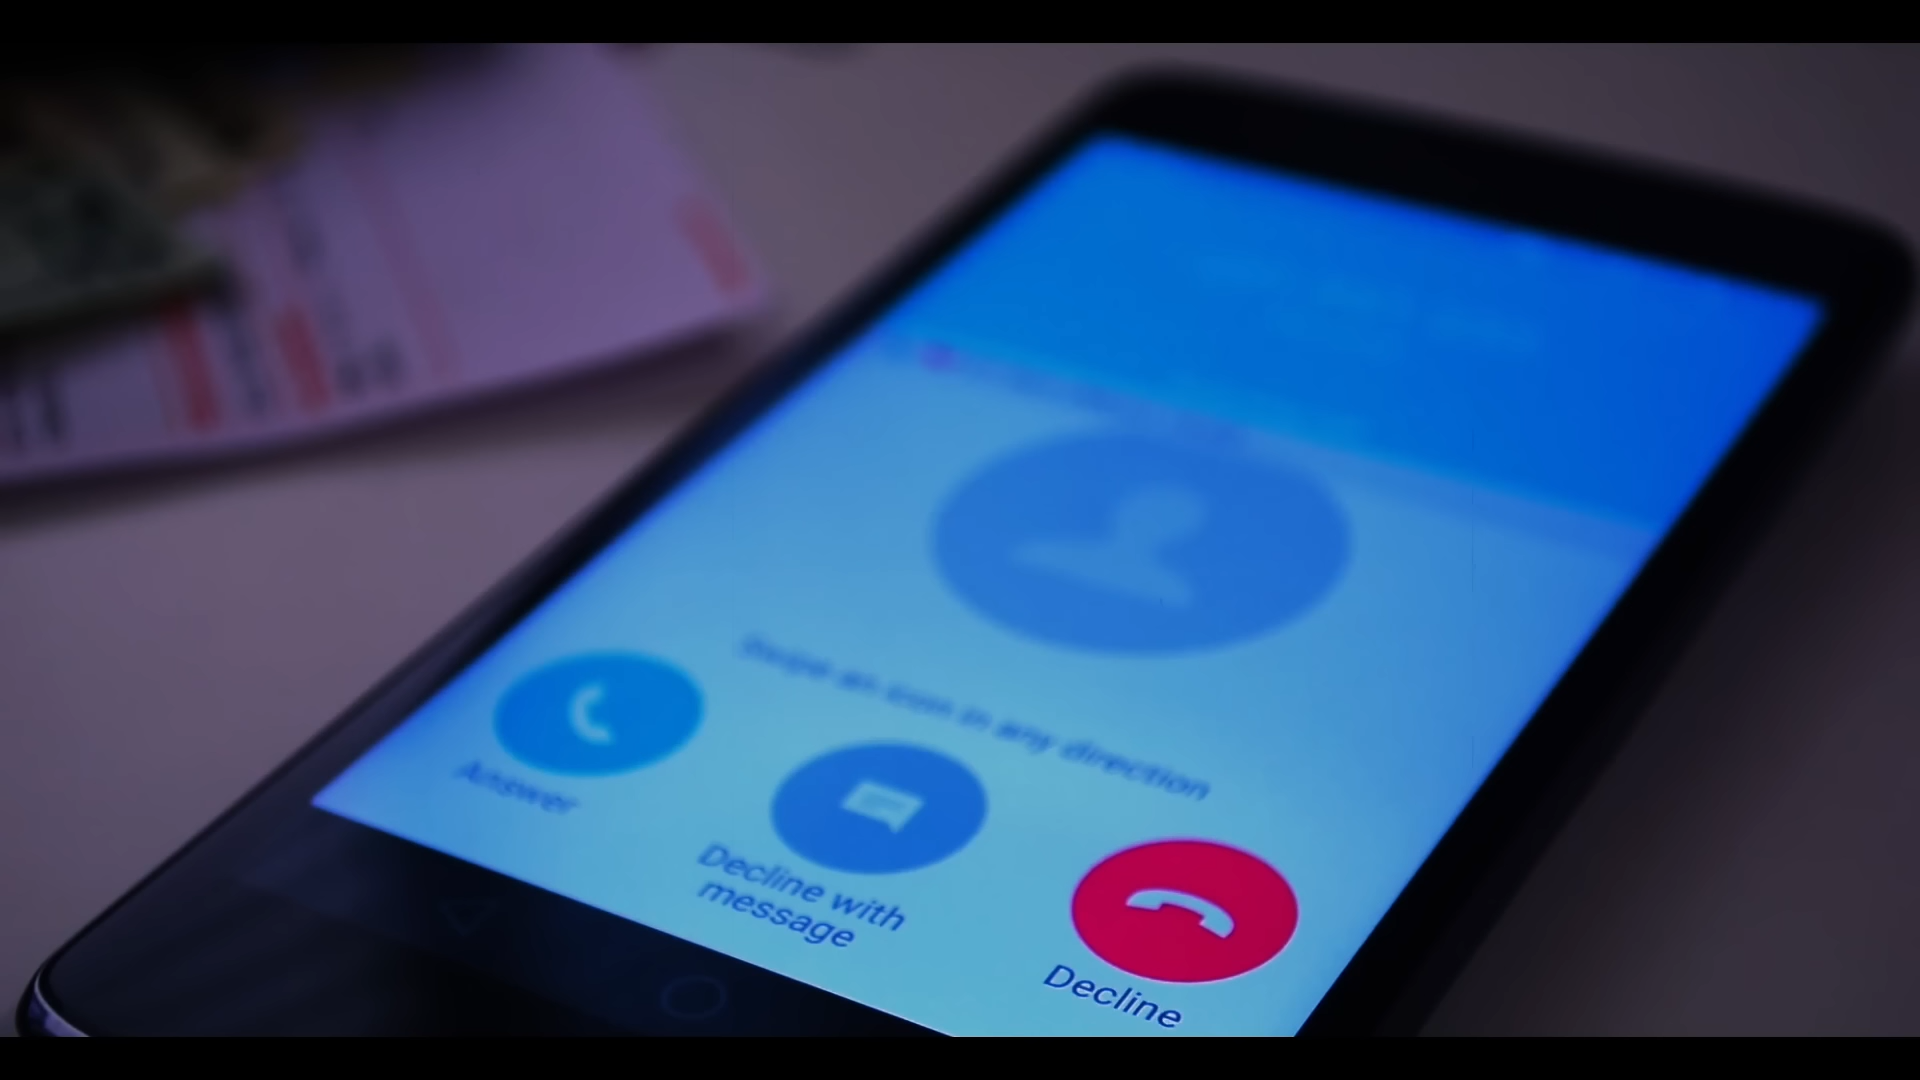 Swipe an icon in any direction
Answer
Decline with
message
Decline